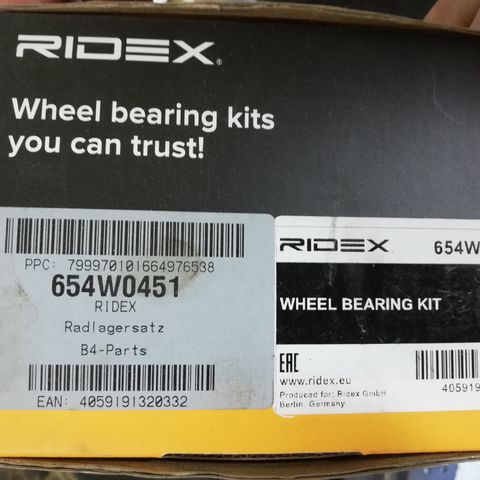 RIDEX
Wheel bearing kits
you can trust!
PPC: 799970101664976538
654W0451
RIDEX
Radlagersatz
B4-Parts
EAN: 4059191320332
RIDEX 654W
WHEEL BEARING KIT
EAC
www.ridex.eu
Produced for: Ridex GmbH
Berlin, Germany
405919